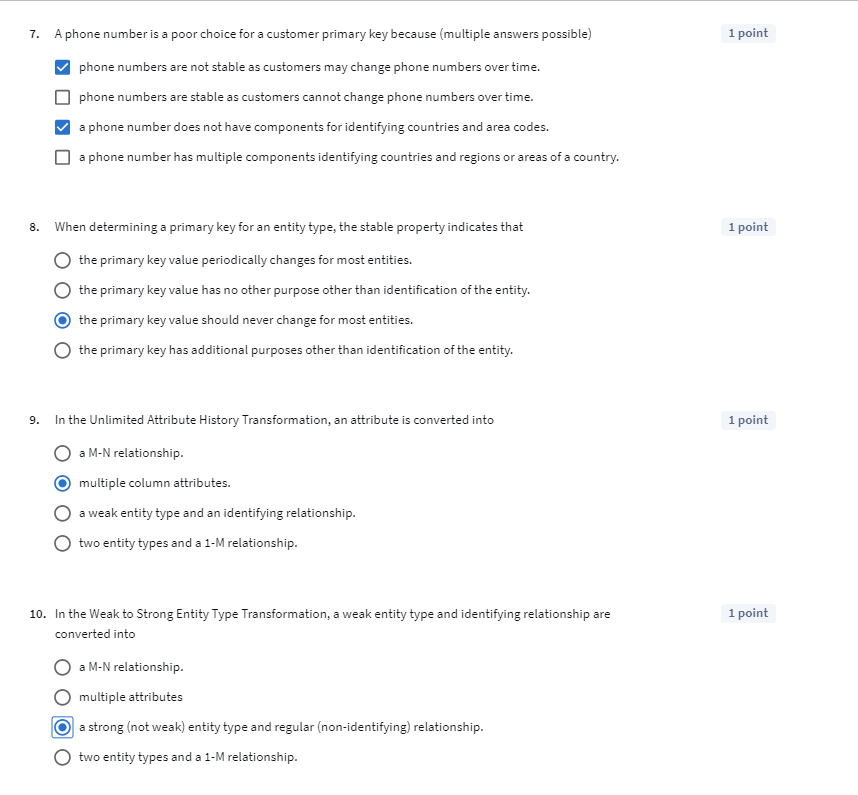 7. A phone number is a poor choice for a customer primary key because (multiple answers possible) 1 point
phone numbers are not stable as customers may change phone numbers over time.
phone numbers are stable as customers cannot change phone numbers over time.
a phone number does not have components for identifying countries and area codes.
a phone number has multiple components identifying countries and regions or areas of a country.
8. When determining a primary key for an entity type, the stable property indicates that 1 point
the primary key value periodically changes for most entities.
the primary key value has no other purpose other than identification of the entity.
the primary key value should never change for most entities.
the primary key has additional purposes other than identification of the entity.
9. In the Unlimited Attribute History Transformation, an attribute is converted into 1 point
a M-N relationship.
multiple column attributes.
a weak entity type and an identifying relationship.
two entity types and a 1-M relationship.
10. In the Weak to Strong Entity Type Transformation, a weak entity type and identifying relationship are 1 point
converted into
a M-N relationship.
multiple attributes
a strong (not weak) entity type and regular (non-identifying) relationship.
two entity types and a 1-M relationship.